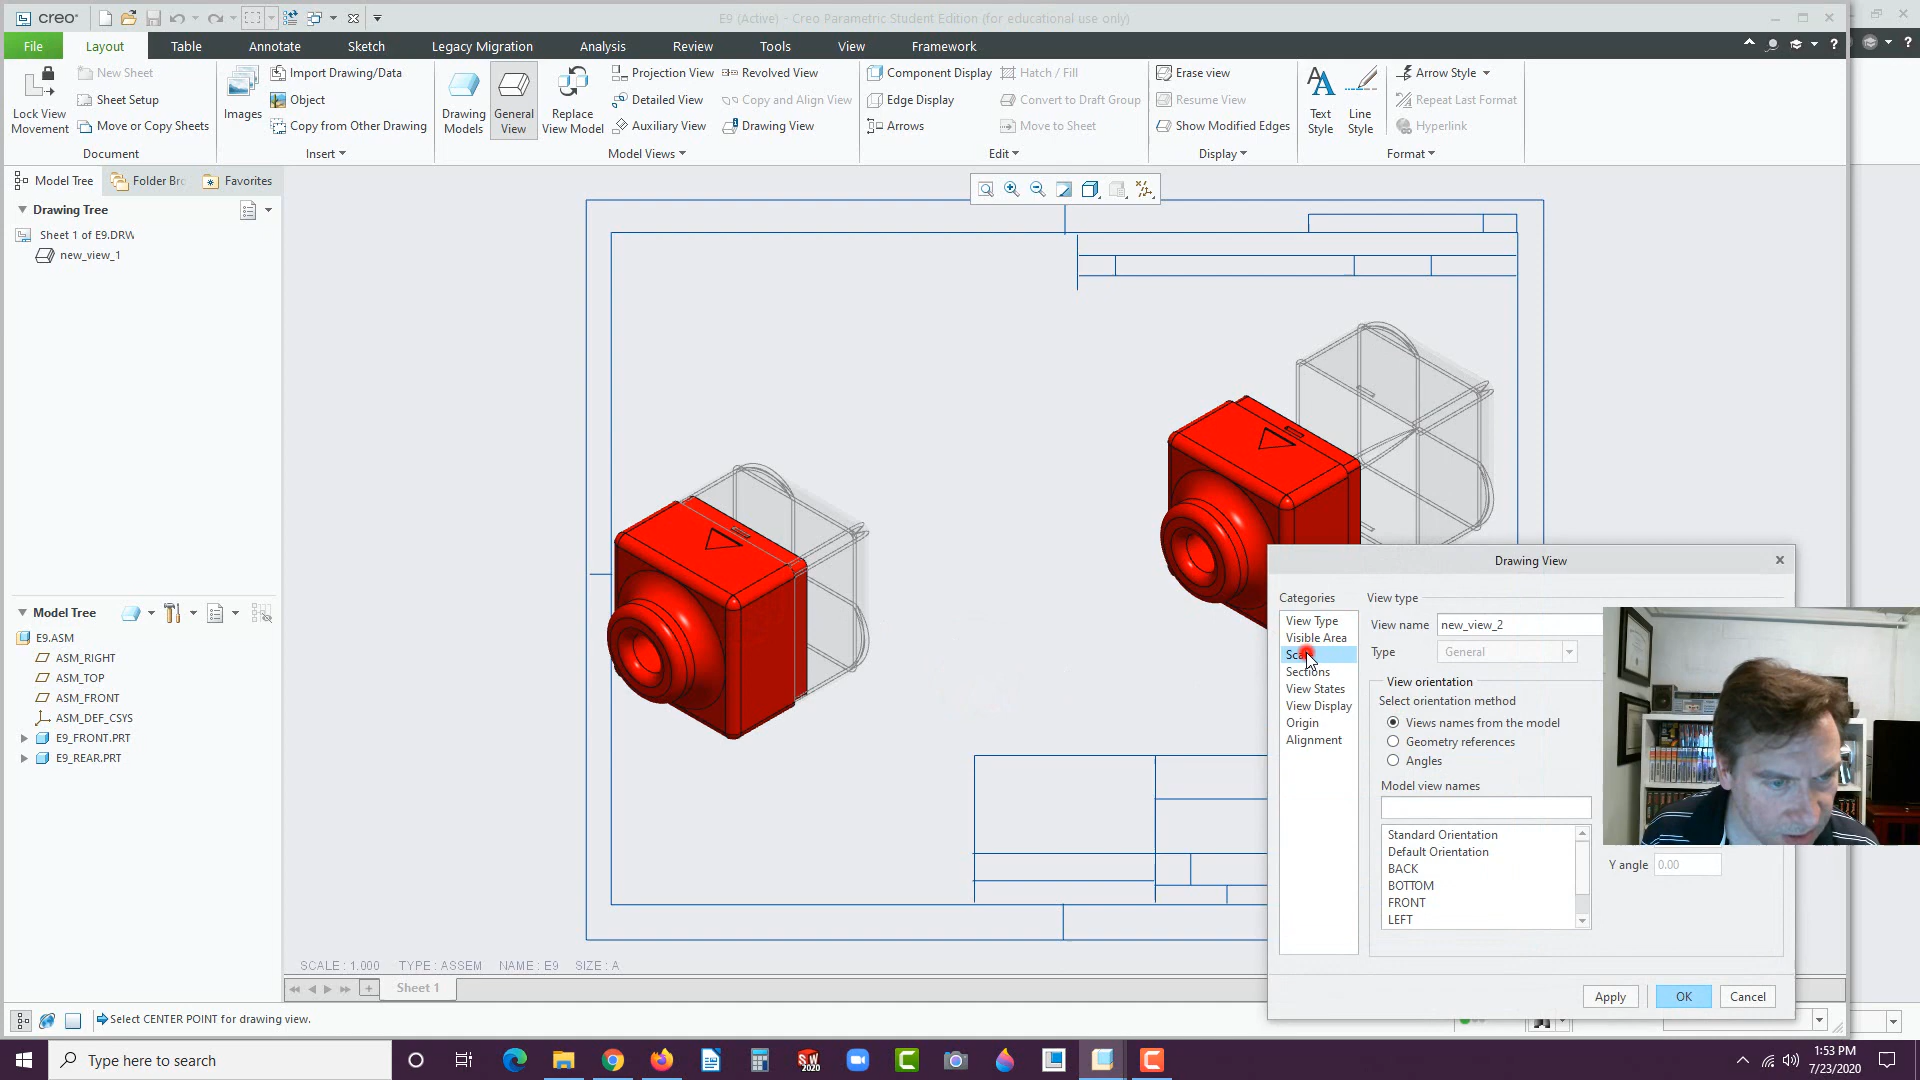 creo
E9 (Active) - Creo Parametric Student Edition (for educational use only)
File
Layout
Table
Annotate
Sketch
Legacy Migration
Analysis
Review
Tools
View
Framework
Lock View Movement
New Sheet
Sheet Setup
Move or Copy Sheets
Document
Images
Import Drawing/Data
Object
Copy from Other Drawing
Insert
Drawing Models
General View
Replace View Model
Projection View
Detailed View
Auxiliary View
Revolved View
Copy and Align View
Drawing View
Model Views
Component Display
Edge Display
Arrows
Hatch / Fill
Convert to Draft Group
Move to Sheet
Edit
Erase view
Resume View
Show Modified Edges
Display
Text Style
Line Style
Arrow Style
Repeat Last Format
Hyperlink
Format
Model Tree
Folder Brc
Favorites
Drawing Tree
Sheet 1 of E9.DRW
new_view_1
Model Tree
E9.ASM
ASM_RIGHT
ASM_TOP
ASM_FRONT
ASM_DEF_CSYS
E9_FRONT.PRT
E9_REAR.PRT
SCALE : 1.000 TYPE : ASSEM NAME : E9 SIZE : A
Sheet 1
Select CENTER POINT for drawing view.
Drawing View
Categories
View Type
Visible Area
Sections
View States
View Display
Origin
Alignment
View type
View name new_view_2
Type General
View orientation
Select orientation method
Views names from the model
Geometry references
Angles
Model view names
Standard Orientation
Default Orientation
BACK
BOTTOM
FRONT
LEFT
Y angle 0.00
Apply
OK
Cancel
Type here to search
SW 2020
1:53 PM
7/23/2020